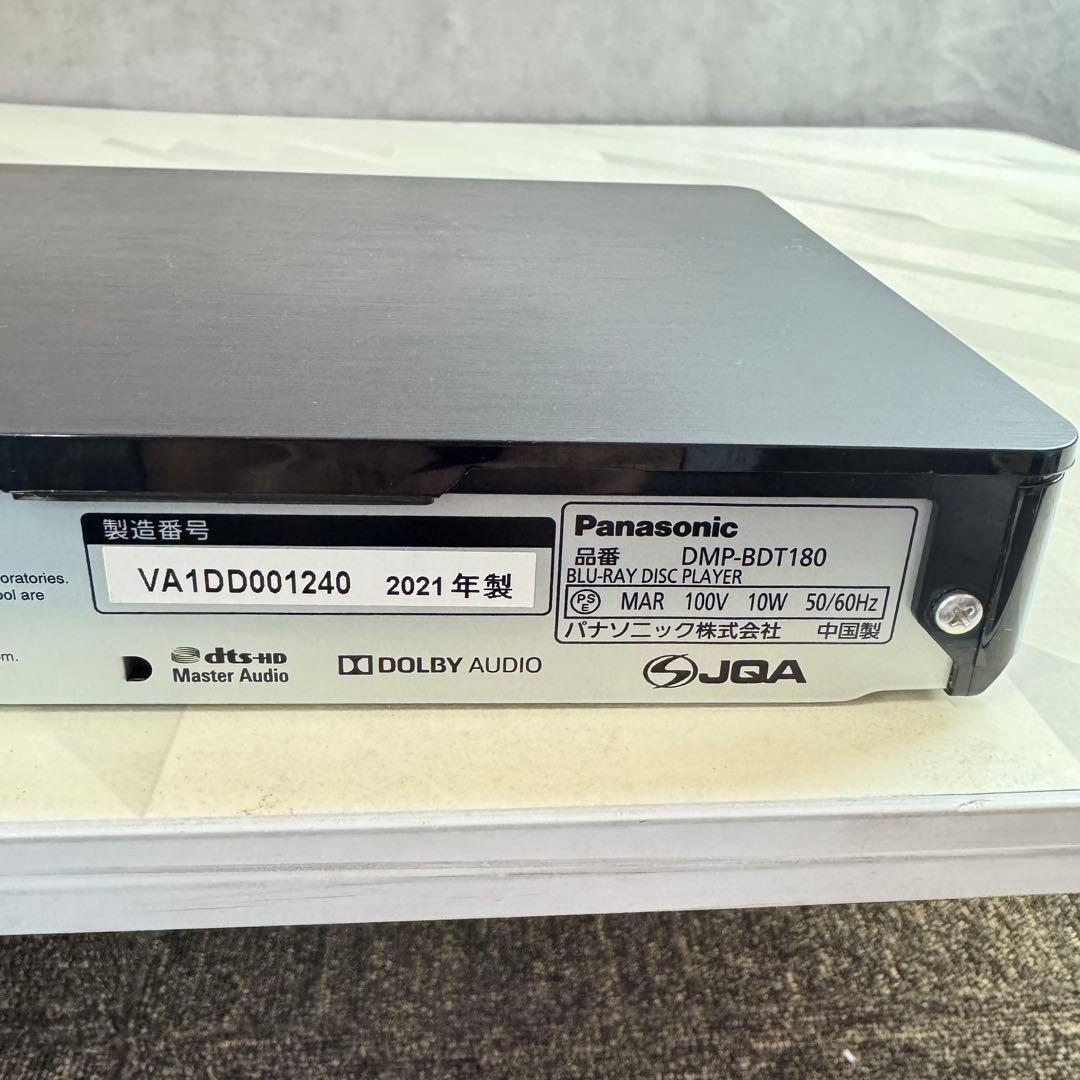 oratories.
ool are
m.
製造番号
VA1DD001240 2021年製
dts-HD
Master Audio
DOLBY AUDIO
Panasonic
品番 DMP-BDT180
BLU-RAY DISC PLAYER
PS
E
MAR 100V 10W 50/60Hz
パナソニック株式会社 中国製
JQA